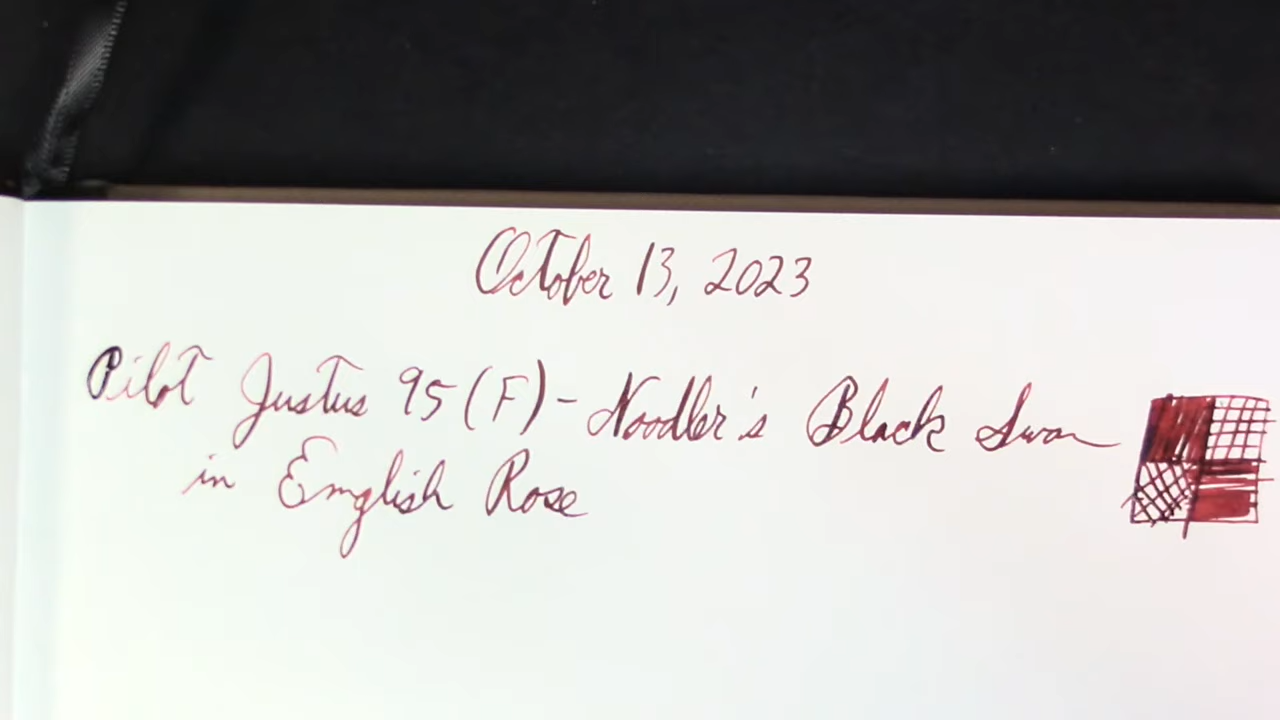 October 13, 2023
Pilot Justus 95 (F) - Noodler's Black Swan
in English Rose